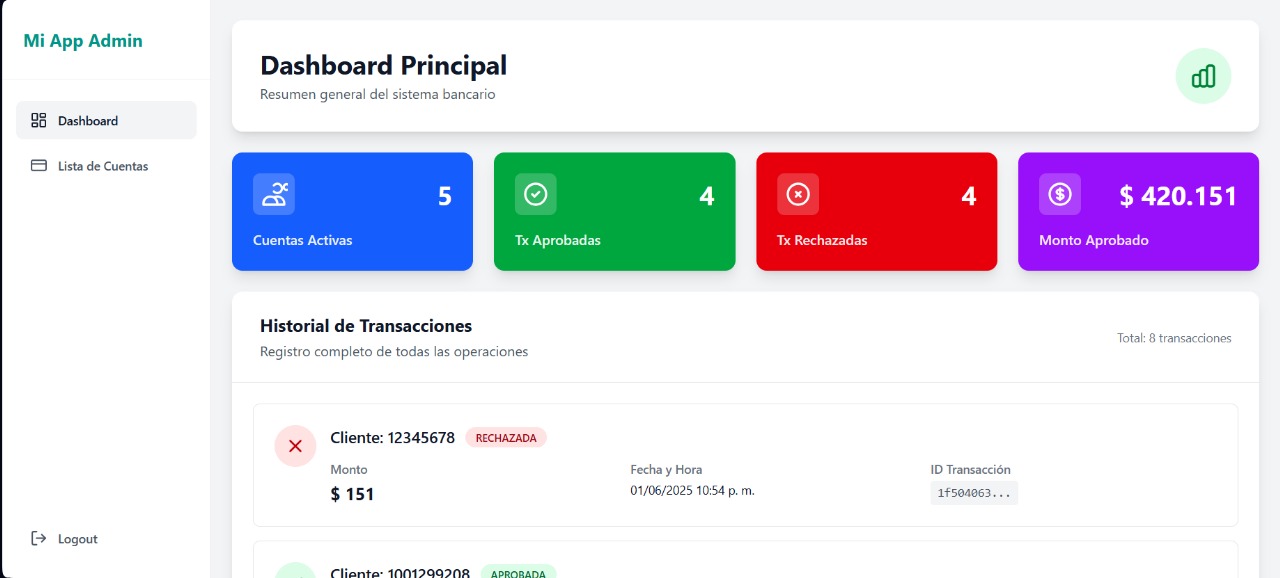 Mi App Admin
Dashboard
Lista de Cuentas
Logout
Dashboard Principal
Resumen general del sistema bancario
5
Cuentas Activas
4
Tx Aprobadas
4
Tx Rechazadas
$ 420.151
Monto Aprobado
Historial de Transacciones
Registro completo de todas las operaciones
Total: 8 transacciones
Cliente: 12345678 RECHAZADA
Monto Fecha y Hora ID Transacción
$ 151 01/06/2025 10:54 p. m. 1f504063...
Cliente: 1001299208 APROBADA